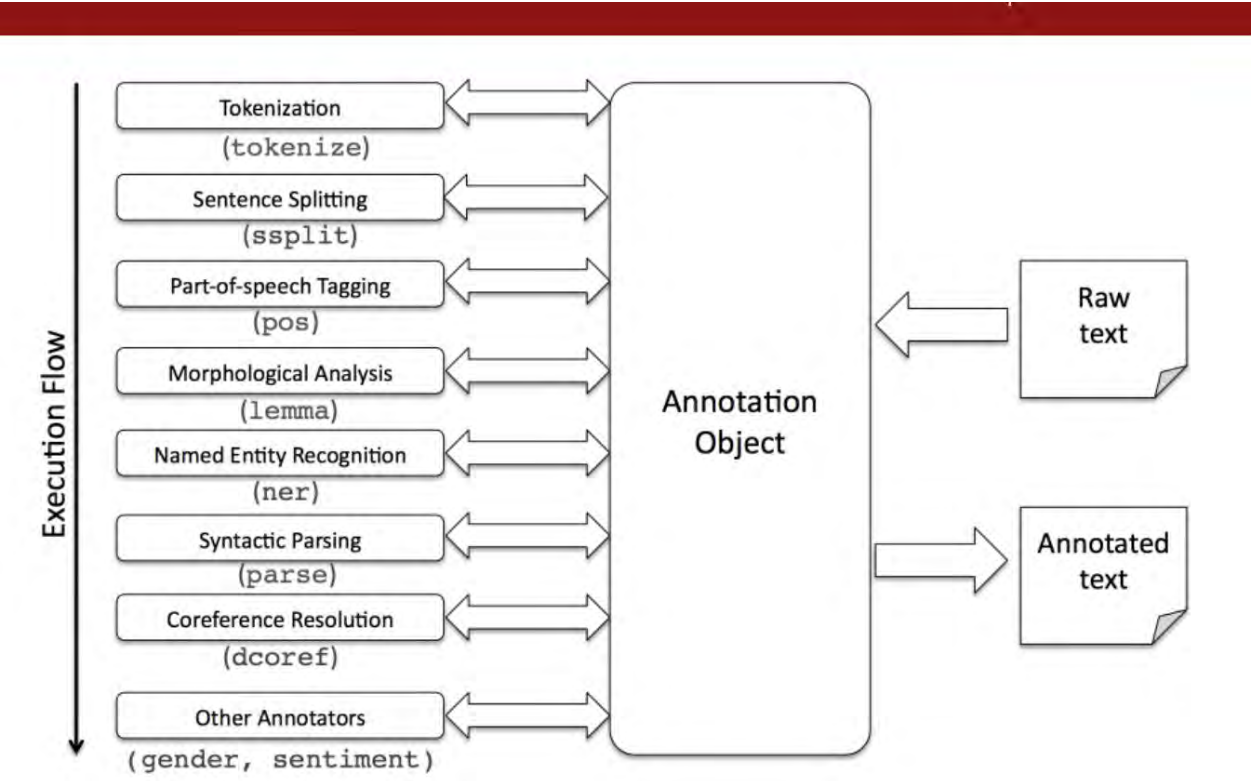 Execution Flow
Tokenization
(tokenize)
Sentence Splitting
(ssplit)
Part-of-speech Tagging
(pos)
Morphological Analysis
(lemma)
Named Entity Recognition
(ner)
Syntactic Parsing
(parse)
Coreference Resolution
(dcoref)
Other Annotators
(gender, sentiment)
Annotation
Object
Raw
text
Annotated
text